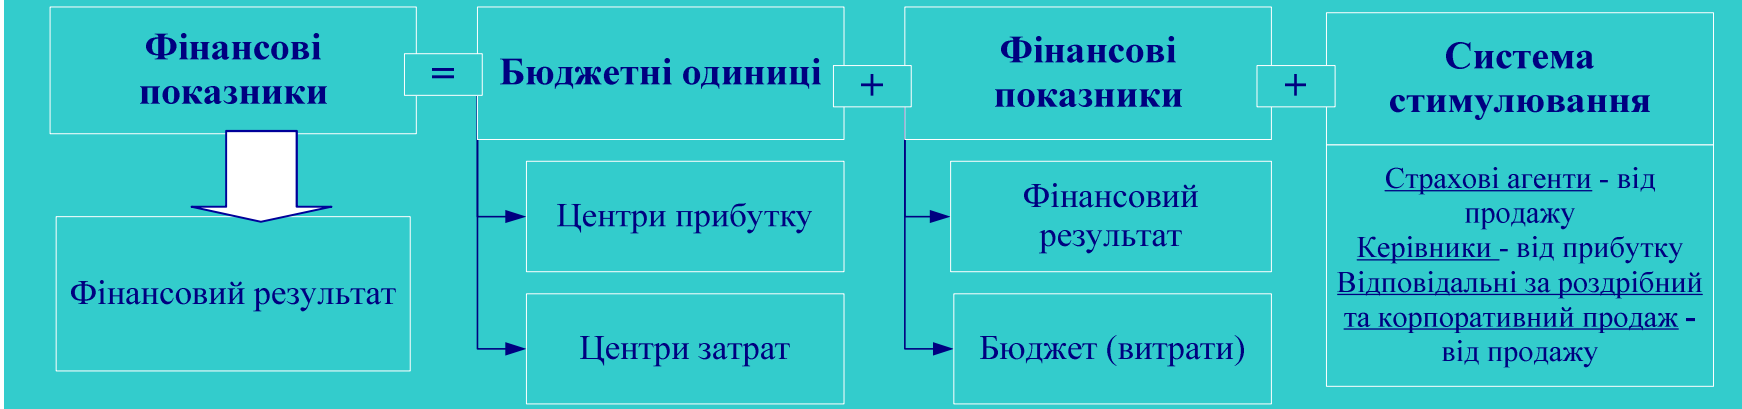 Фінансові
показники
=
Бюджетні одиниці
+
Фінансові
показники
+
Система
стимулювання
Фінансовий результат
Центри прибутку
Центри затрат
Фінансовий
результат
Бюджет (витрати)
Страхові агенти - від
продажу
Керівники - від прибутку
Відповідальні за роздрібний
та корпоративний продаж -
від продажу